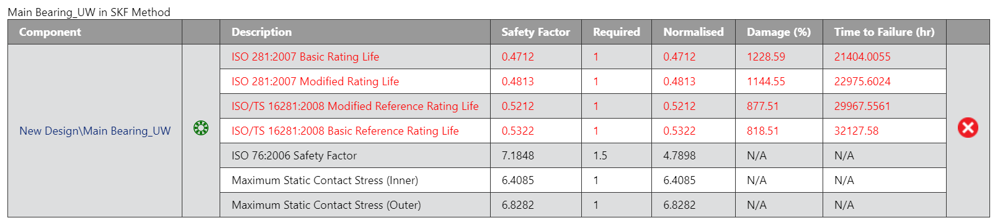 Main Bearing_UW in SKF Method
Component Description Safety Factor Required Normalised Damage (%) Time to Failure (hr)
ISO 281:2007 Basic Rating Life 0.4712 1 0.4712 1228.59 21404.0055
ISO 281:2007 Modified Rating Life 0.4813 1 0.4813 1144.55 22975.6024
ISO/TS 16281:2008 Modified Reference Rating Life 0.5212 1 0.5212 877.51 29967.5561
New Design\Main Bearing_UW ISO/TS 16281:2008 Basic Reference Rating Life 0.5322 1 0.5322 818.51 32127.58
ISO 76:2006 Safety Factor 7.1848 1.5 4.7898 N/A N/A
Maximum Static Contact Stress (Inner) 6.4085 1 6.4085 N/A N/A
Maximum Static Contact Stress (Outer) 6.8282 1 6.8282 N/A N/A